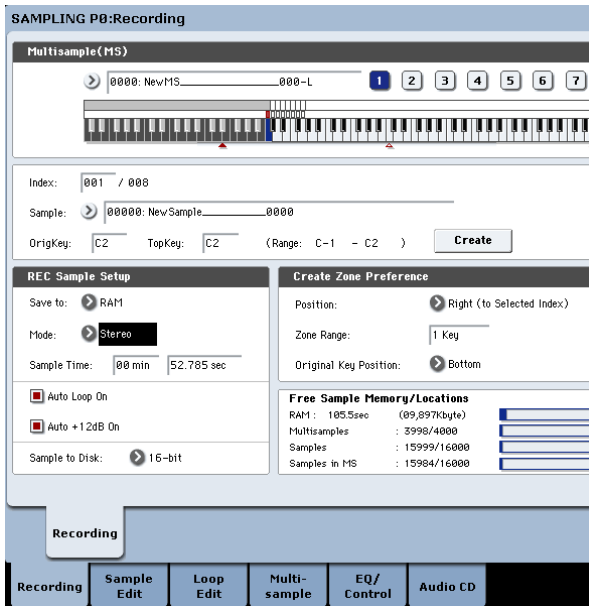 SAMPLING P0:Recording
Multisample(MS)
0000: NewMS____________000-L
1 2 3 4 5 6 7
Index: 001 / 008
Sample: 00000: NewSample________0000
OrigKey: C2 TopKey: C2 (Range: C-1 - C2 ) Create
REC Sample Setup
Save to: RAM
Mode: Stereo
Sample Time: 00 min 52.785 sec
Auto Loop On
Auto +12dB On
Sample to Disk: 16-bit
Create Zone Preference
Position: Right (to Selected Index)
Zone Range: 1 Key
Original Key Position: Bottom
Free Sample Memory/Locations
RAM : 105.5sec (09,897Kbyte)
Multisamples : 3998/4000
Samples : 15999/16000
Samples in MS : 15984/16000
Recording
Recording Sample Edit Loop Edit Multi-sample EQ/Control Audio CD